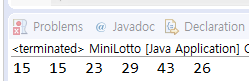 Problems @ Javadoc Declaration
<terminated> MiniLotto [Java Application] C
15 15 23 29 43 26